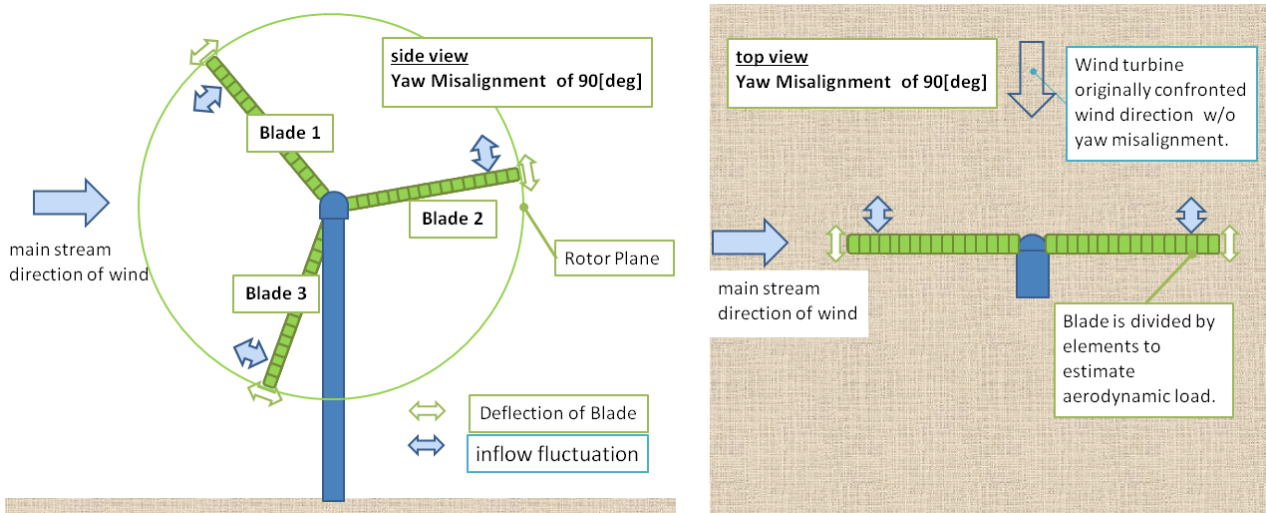 side view
Yaw Misalignment of 90[deg]
Blade 1
Blade 2
main stream
direction of wind
Rotor Plane
Blade 3
Deflection of Blade
inflow fluctuation
top view
Yaw Misalignment of 90[deg]
Wind turbine
originally confronted
wind direction w/o
yaw misalignment.
main stream
direction of wind
Blade is divided by
elements to
estimate
aerodynamic load.